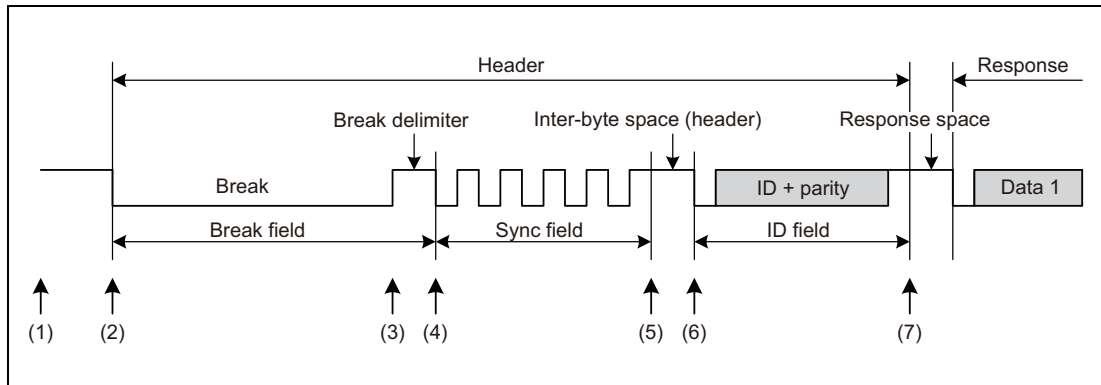 Header
Response
Break delimiter
Inter-byte space (header)
Response space
Break
ID + parity
Data 1
Break field
Sync field
ID field
(1)
(2)
(3)
(4)
(5)
(6)
(7)